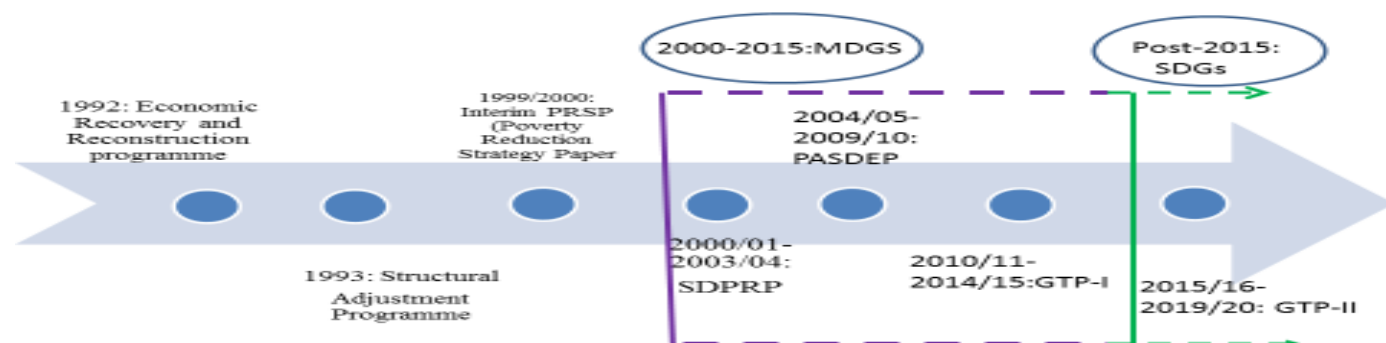 2000-2015:MDGS
Post-2015:
SDGs
1992: Economic
Recovery and
Reconstruction
programme
1999/2000:
Interim PRSP
(Poverty
Reduction
Strategy Paper
2004/05-
2009/10:
PASDEP
1993: Structural
Adjustment
Programme
2000/01-
2003/04:
SDPRP
2010/11-
2014/15:GTP-I
2015/16-
2019/20: GTP-II